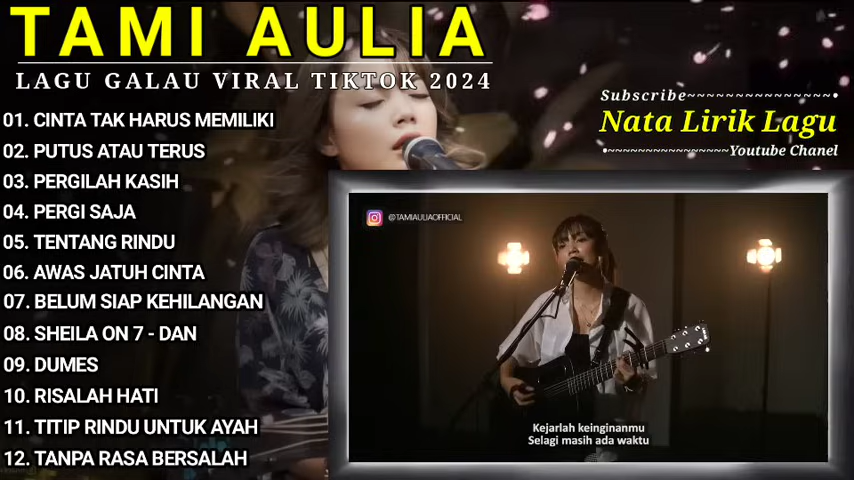 TAMI AULIA
LAGU GALAU VIRAL TIKTOK 2024
01. CINTA TAK HARUS MEMILIKI
02. PUTUS ATAU TERUS
03. PERGILAH KASIH
04. PERGI SAJA
05. TENTANG RINDU
06. AWAS JATUH CINTA
07. BELUM SIAP KEHILANGAN
08. SHEILA ON 7 - DAN
09. DUMES
10. RISALAH HATI
11. TITIP RINDU UNTUK AYAH
12. TANPA RASA BERSALAH
Subscribe~~~~~~~~~~~~~~~•
Nata Lirik Lagu
•~~~~~~~~~~~~~~~~Youtube Chanel
@TAMIAULIAOFFICIAL
Kejarlah keinginanmu
Selagi masih ada waktu